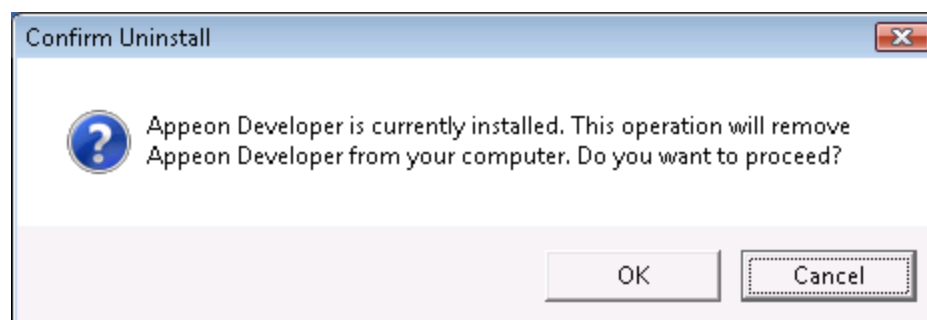 Confirm Uninstall
Appeon Developer is currently installed. This operation will remove
Appeon Developer from your computer. Do you want to proceed?
OK
Cancel